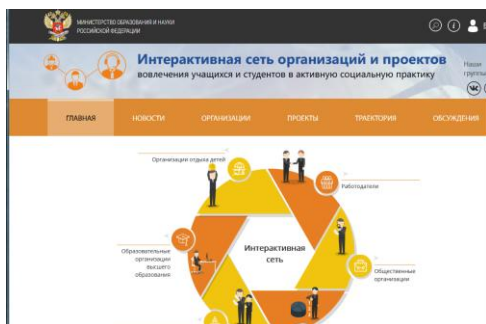 МИНИСТЕРСТВО ОБРАЗОВАНИЯ И НАУКИ
РОССИЙСКОЙ ФЕДЕРАЦИИ
Интерактивная сеть организаций и проектов
вовлечения учащихся и студентов в активную социальную практику
Наши
группы
ГЛАВНАЯ НОВОСТИ ОРГАНИЗАЦИИ ПРОЕКТЫ ТРАЕКТОРИЯ ОБСУЖДЕНИЯ
Организации отдыха детей
Работодатели
Образовательные
организации
высшего
образования
Интерактивная
сеть
Общественные
организации